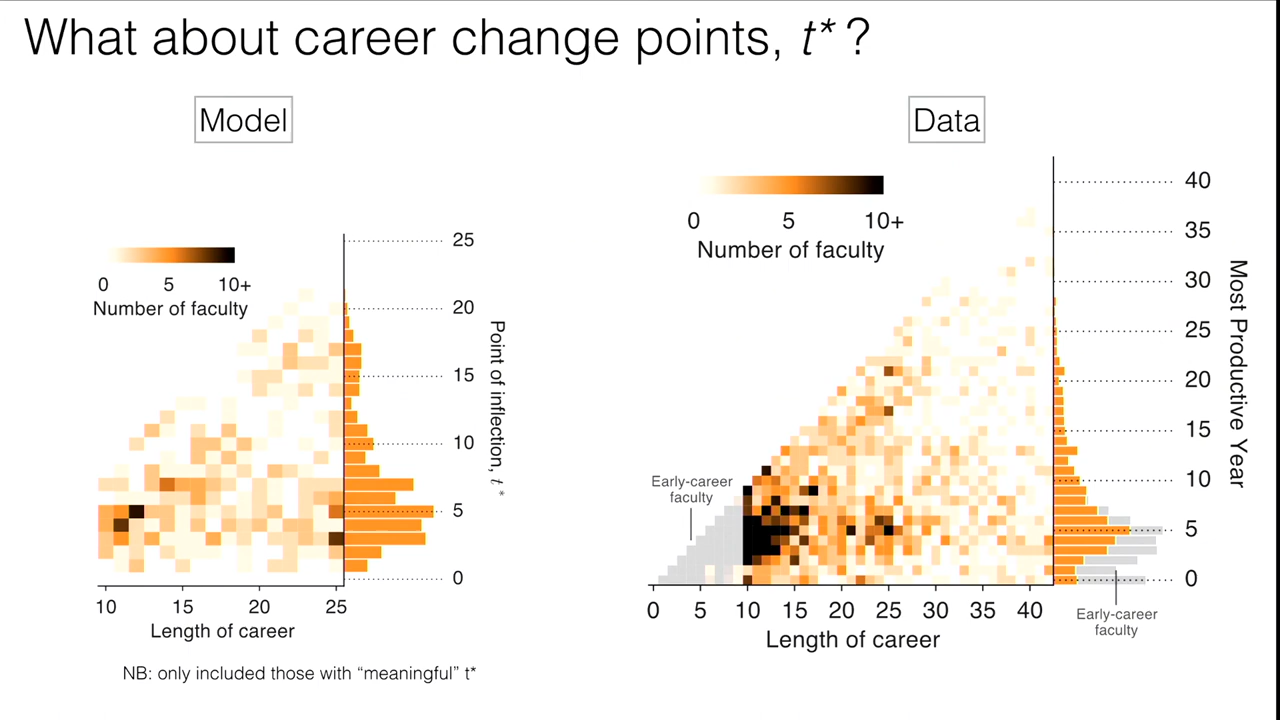 What about career change points, t* ?
Model
0 5 10+
Number of faculty
25
20
15
10
5
0
Point of inflection, t *
10 15 20 25
Length of career
NB: only included those with “meaningful” t*
Data
0 5 10+
Number of faculty
40
35
30
25
20
15
10
5
0
Most Productive Year
Early-career
faculty
0 5 10 15 20 25 30 35 40
Length of career
Early-career
faculty